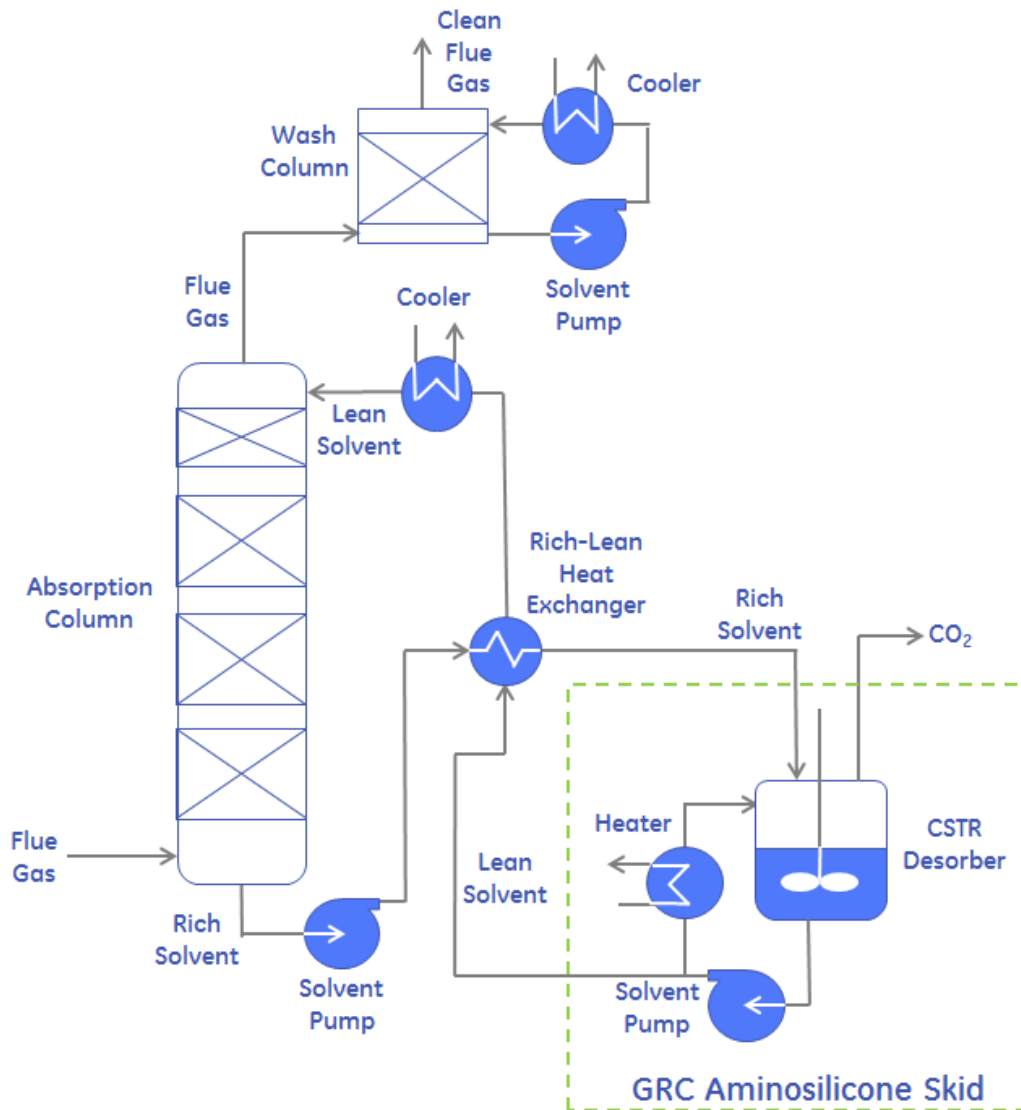 Clean
Flue
Gas
Cooler
Wash
Column
Flue
Gas
Solvent
Pump
Cooler
Lean
Solvent
Absorption
Column
Rich-Lean
Heat
Exchanger
Rich
Solvent
CO₂
Flue
Gas
Rich
Solvent
Solvent
Pump
Lean
Solvent
Heater
CSTR
Desorber
Solvent
Pump
GRC Aminosilicone Skid